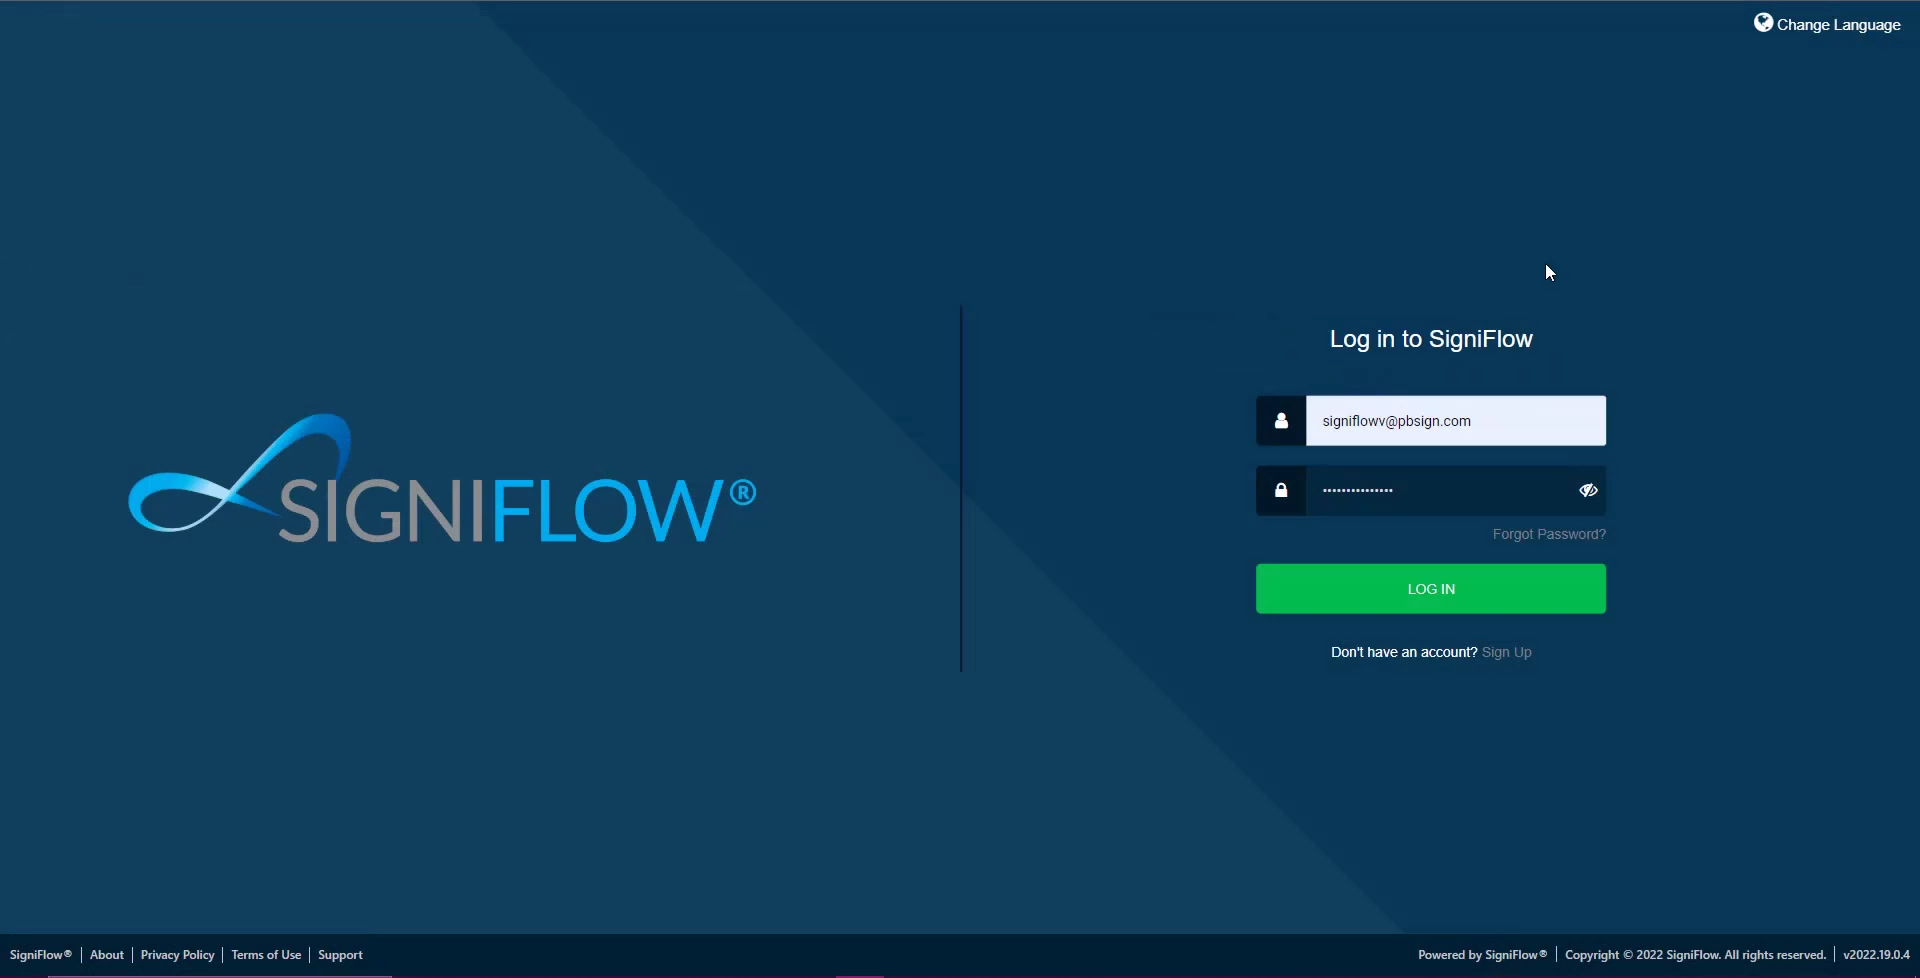 Change Language
SIGNIFLOW®
Log in to SigniFlow
signiflowv@pbsign.com
••••••••••••••
Forgot Password?
LOG IN
Don't have an account? Sign Up
SigniFlow® | About | Privacy Policy | Terms of Use | Support
Powered by SigniFlow® | Copyright © 2022 SigniFlow. All rights reserved. | v2022.19.0.4